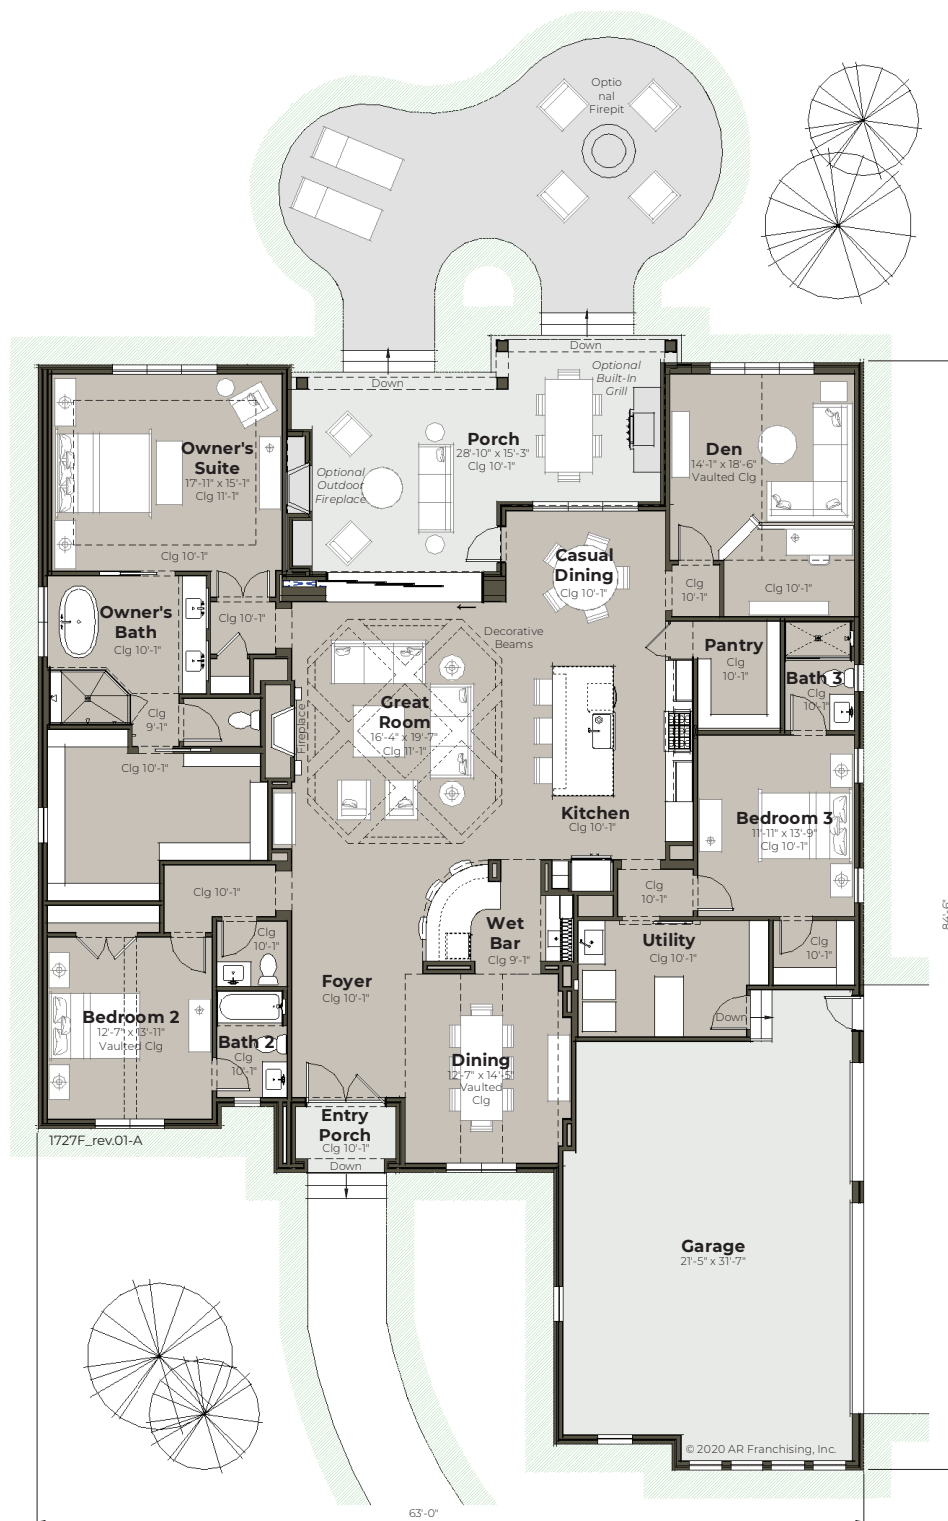 Optio
nal
Firepit
Down
Down
Optional
Built-In
Grill
Owner's
Suite
17'-11" x 15'-1"
Clg 11'-1"
Clg 10'-1"
Porch
28'-10" x 15'-3"
Clg 10'-1"
Optional
Outdoor
Fireplace
Den
14'-1" x 18'-6"
Vaulted Clg
Casual
Dining
Clg 10'-1"
Clg
10'-1"
Clg 10'-1"
Owner's
Bath
Clg 10'-1"
Clg 10'-1"
Decorative
Beams
Pantry
Clg
10'-1"
Bath 3
Clg
10'-1"
Great
Room
16'-4" x 19'-7"
Clg 11'-1"
Fireplace
Clg
9'-1"
Clg 10'-1"
Kitchen
Clg 10'-1"
Bedroom 3
11'-11" x 13'-9"
Clg 10'-1"
Clg 10'-1"
Clg
10'-1"
84'-6"
Wet
Bar
Clg 9'-1"
Utility
Clg 10'-1"
Clg
10'-1"
Clg
10'-1"
Foyer
Clg 10'-1"
Bedroom 2
12'-7" x 13'-11"
Vaulted Clg
Bath 2
Clg
10'-1"
Down
Dining
12'-7" x 14'-5"
Vaulted
Clg
Entry
Porch
Clg 10'-1"
Down
1727F_rev.01-A
Garage
21'-5" x 31'-7"
© 2020 AR Franchising, Inc.
63'-0"